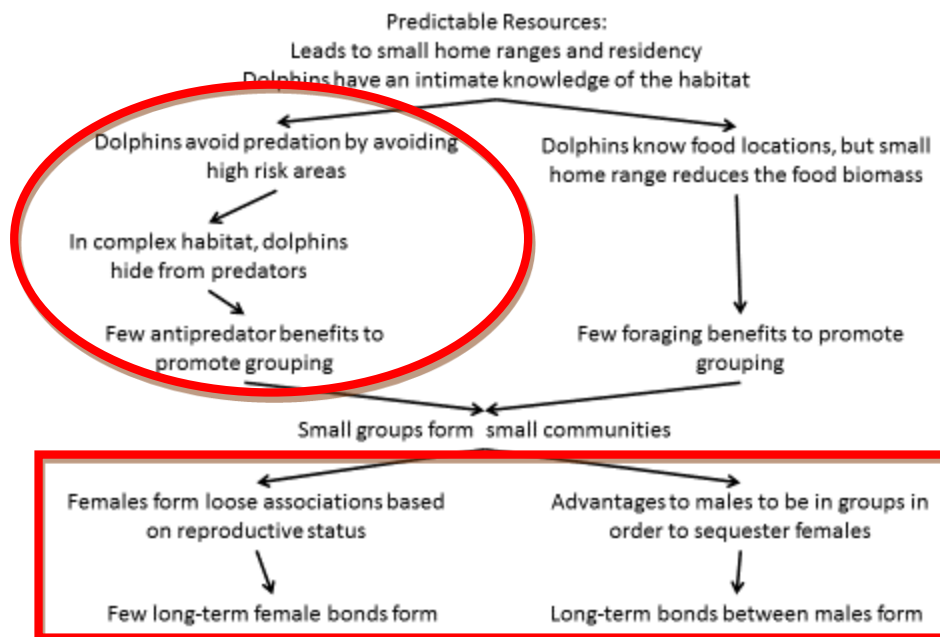 Predictable Resources:
Leads to small home ranges and residency
Dolphins have an intimate knowledge of the habitat
Dolphins avoid predation by avoiding
high risk areas
Dolphins know food locations, but small
home range reduces the food biomass
In complex habitat, dolphins
hide from predators
Few antipredator benefits to
promote grouping
Few foraging benefits to promote
grouping
Small groups form small communities
Females form loose associations based
on reproductive status
Advantages to males to be in groups in
order to sequester females
Few long-term female bonds form
Long-term bonds between males form